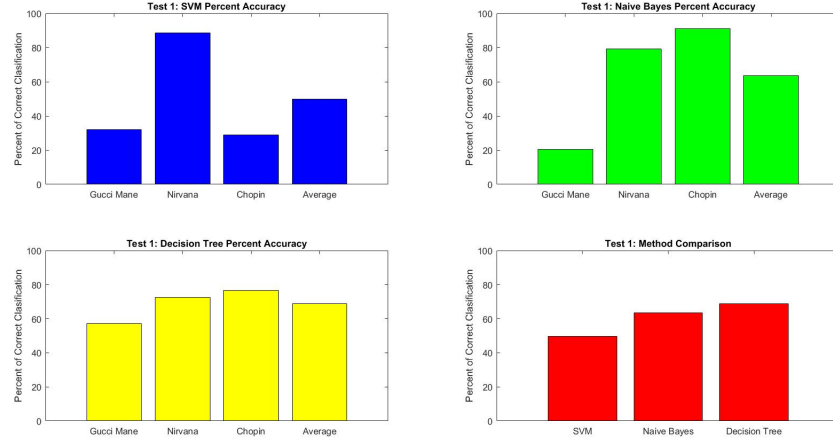 Test 1: SVM Percent Accuracy
Percent of Correct Clasification
100
80
60
40
20
0
Gucci Mane Nirvana Chopin Average
Test 1: Naive Bayes Percent Accuracy
Percent of Correct Clasification
100
80
60
40
20
0
Gucci Mane Nirvana Chopin Average
Test 1: Decision Tree Percent Accuracy
Percent of Correct Clasification
100
80
60
40
20
0
Gucci Mane Nirvana Chopin Average
Test 1: Method Comparison
Percent of Correct Clasification
100
80
60
40
20
0
SVM Naive Bayes Decision Tree